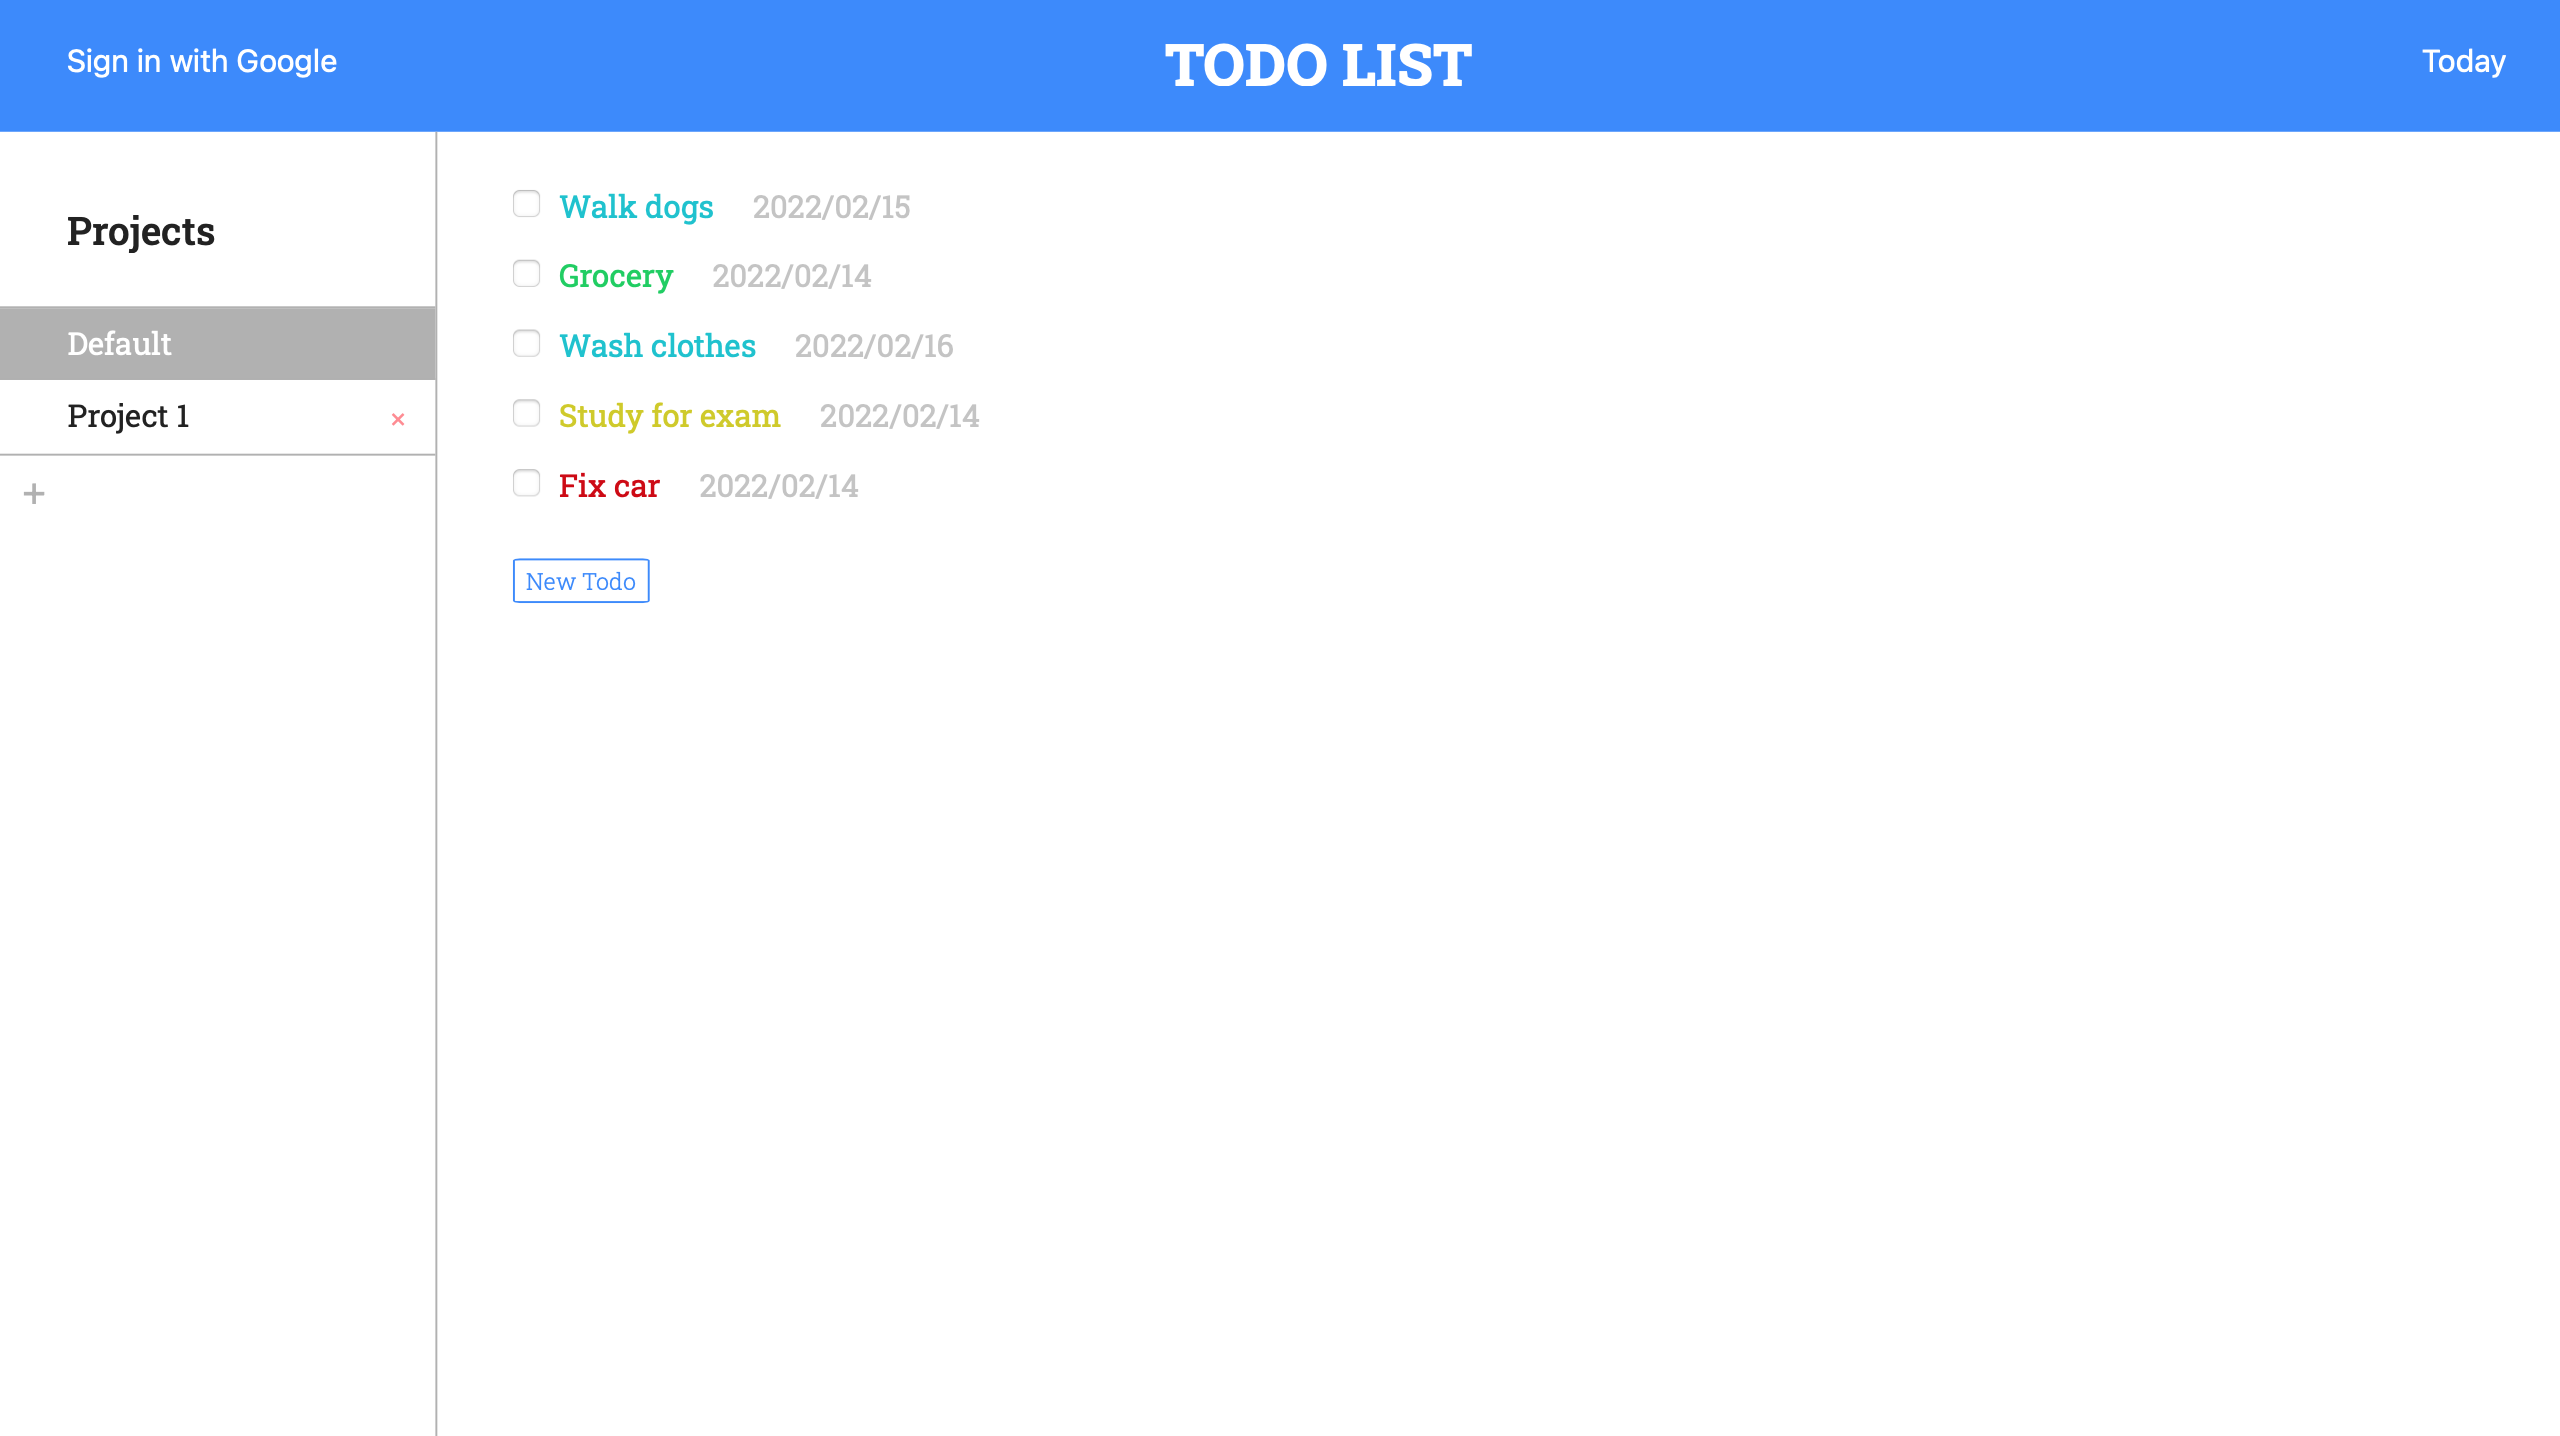 Sign in with Google
TODO LIST
Today
Projects
Default
Project 1 ×
+
Walk dogs 2022/02/15
Grocery 2022/02/14
Wash clothes 2022/02/16
Study for exam 2022/02/14
Fix car 2022/02/14
New Todo